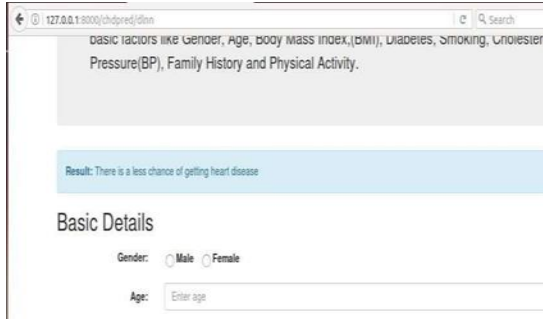 127.0.0.1:8000/chdpred/dlnn
Search
basic factors like Gender, Age, Body Mass Index,(BMI), Diabetes, Smoking, Cholester
Pressure(BP), Family History and Physical Activity.
Result: There is a less chance of getting heart disease
Basic Details
Gender: Male Female
Age: Enter age